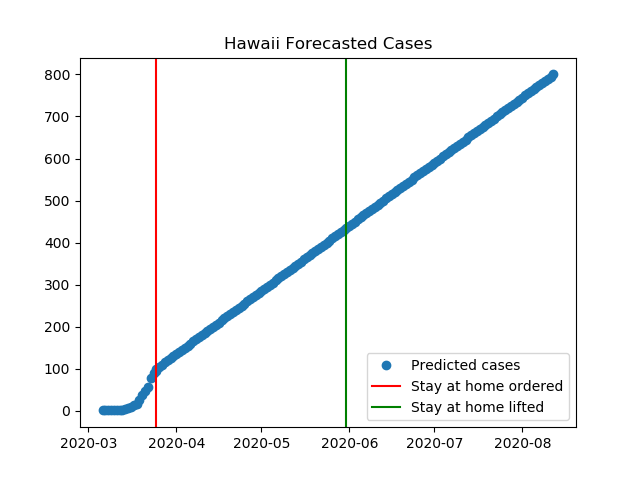 Hawaii Forecasted Cases
800
700
600
500
400
300
200
100
0
2020-03 2020-04 2020-05 2020-06 2020-07 2020-08
Predicted cases
Stay at home ordered
Stay at home lifted